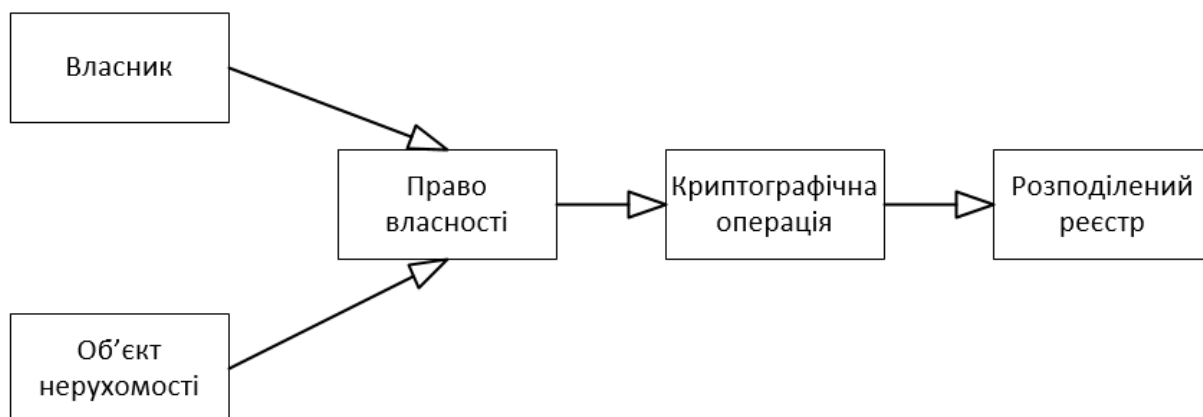 Власник
Право
власності
Криптографічна
операція
Розподілений
реєстр
Об’єкт
нерухомості